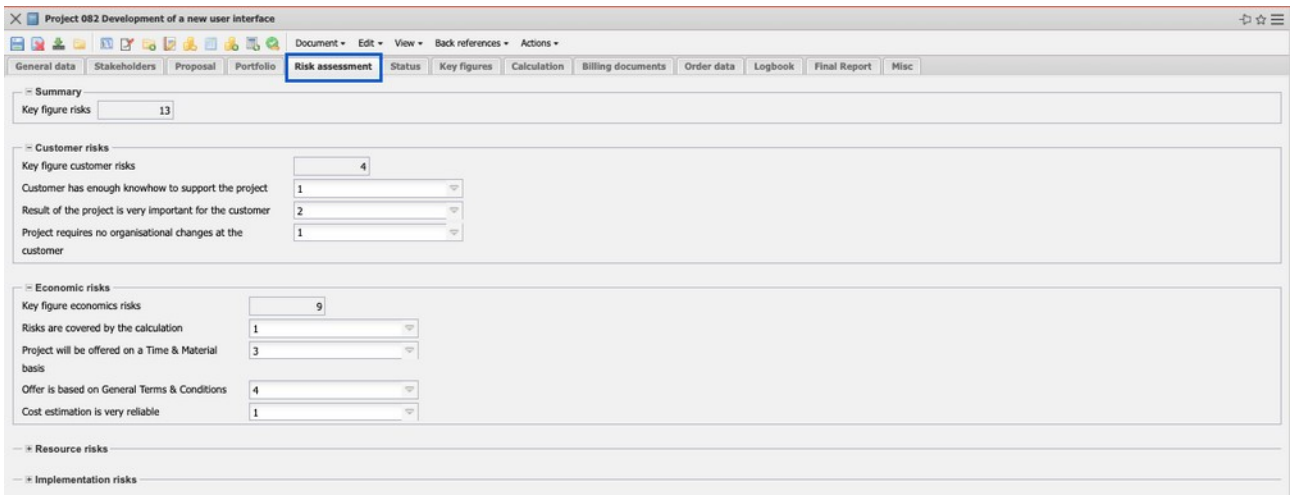 Project 082 Development of a new user interface
Document Edit View Back references Actions
General data Stakeholders Proposal Portfolio Risk assessment Status Key figures Calculation Billing documents Order data Logbook Final Report Misc
Summary
Key figure risks 13
Customer risks
Key figure customer risks 4
Customer has enough knowhow to support the project 1
Result of the project is very important for the customer 2
Project requires no organisational changes at the 1
customer
Economic risks
Key figure economics risks 9
Risks are covered by the calculation 1
Project will be offered on a Time & Material 3
basis
Offer is based on General Terms & Conditions 4
Cost estimation is very reliable 1
Resource risks
Implementation risks